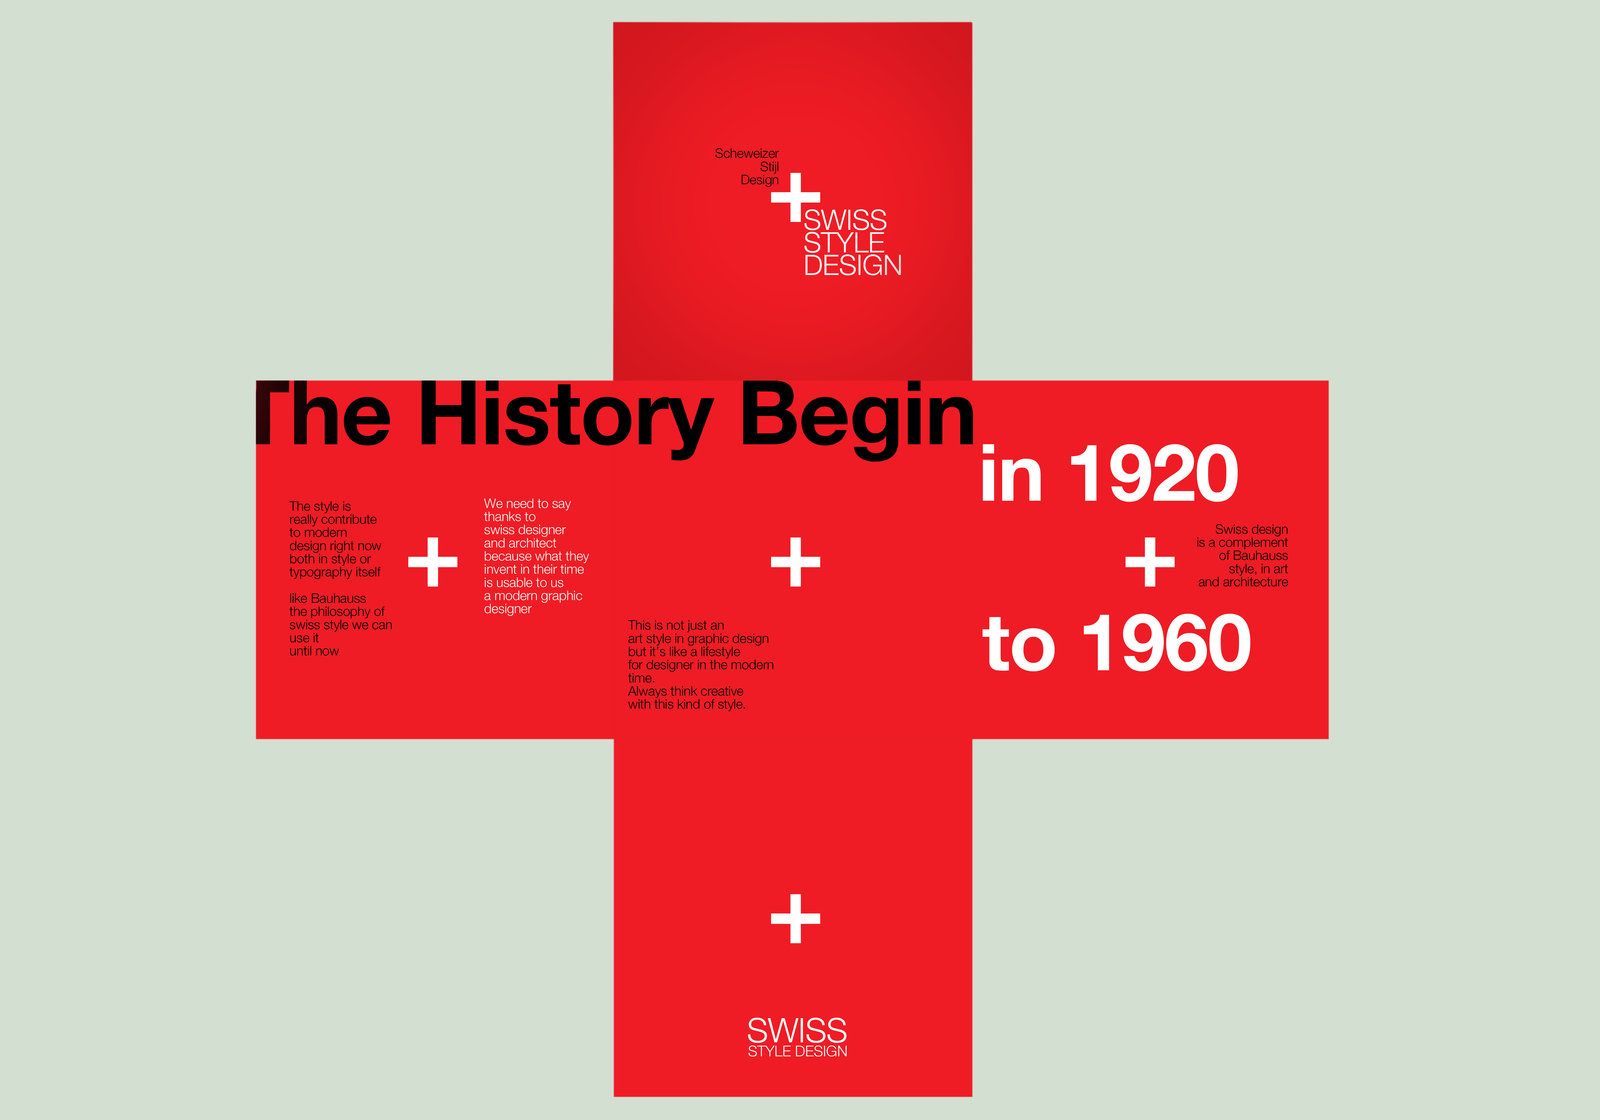 Scheweizer
Stijl
Design
SWISS
STYLE
DESIGN
The History Begin
in 1920
to 1960
The style is
really contribute
to modern
design right now
both in style or
typography itself
like Bauhauss
the philosophy of
swiss style we can
use it
until now
We need to say
thanks to
swiss designer
and architect
because what they
invent in their time
is usable to us
a modern graphic
designer
This is not just an
art style in graphic design
but it's like a lifestyle
for designer in the modern
time.
Always think creative
with this kind of style.
Swiss design
is a complement
of Bauhauss
style, in art
and architecture
SWISS
STYLE DESIGN